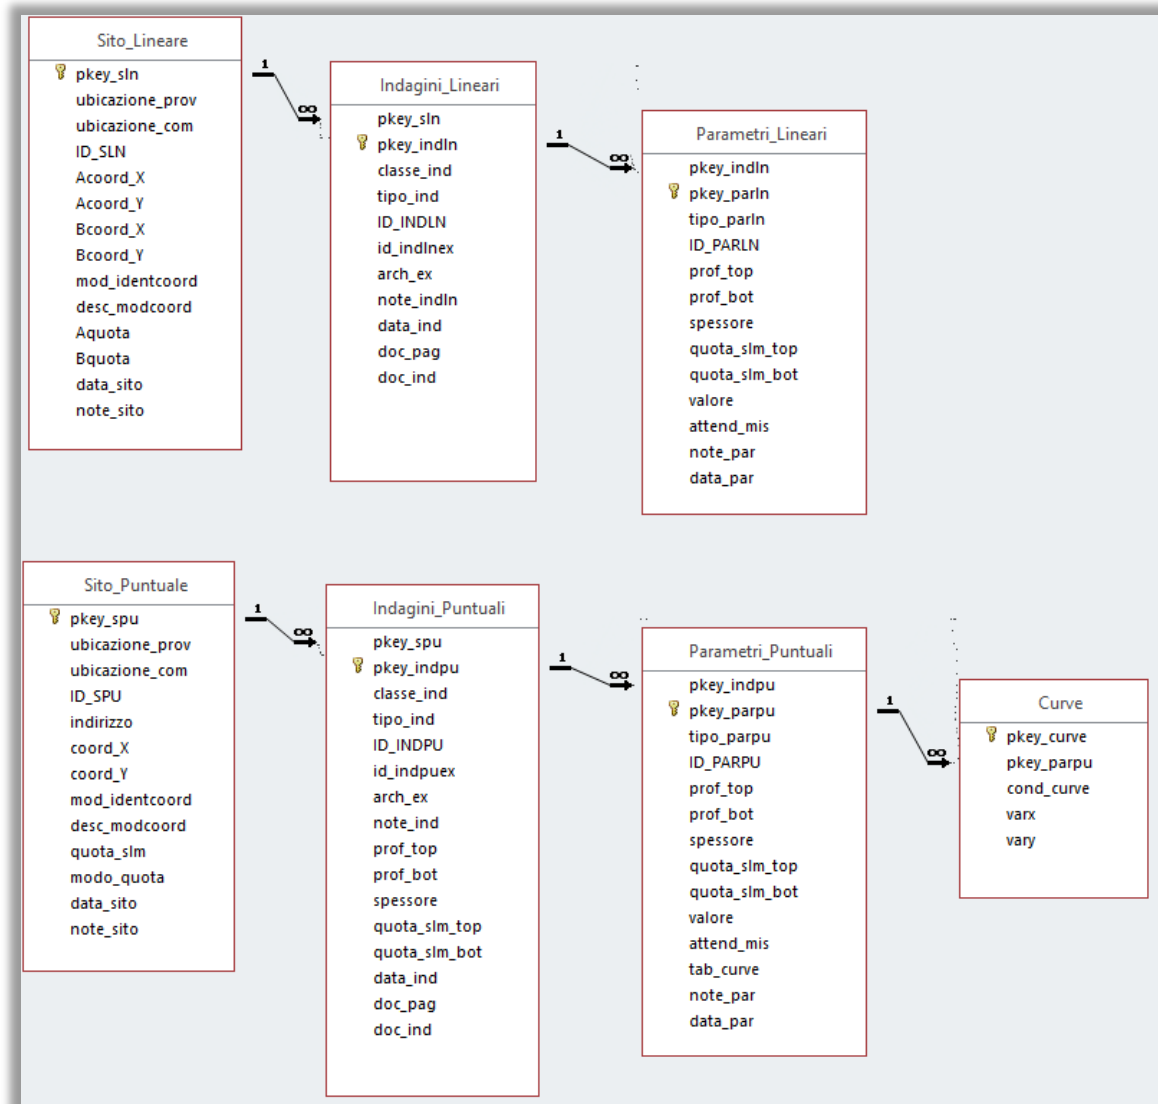 Sito_Lineare
pkey_sln
ubicazione_prov
ubicazione_com
ID_SLN
Acoord_X
Acoord_Y
Bcoord_X
Bcoord_Y
mod_identcoord
desc_modcoord
Aquota
Bquota
data_sito
note_sito
1
∞
Indagini_Lineari
pkey_sln
pkey_indln
classe_ind
tipo_ind
ID_INDLN
id_indlnex
arch_ex
note_indln
data_ind
doc_pag
doc_ind
1
∞
Parametri_Lineari
pkey_indln
pkey_parln
tipo_parln
ID_PARLN
prof_top
prof_bot
spessore
quota_slm_top
quota_slm_bot
valore
attend_mis
note_par
data_par
Sito_Puntuale
pkey_spu
ubicazione_prov
ubicazione_com
ID_SPU
indirizzo
coord_X
coord_Y
mod_identcoord
desc_modcoord
quota_slm
modo_quota
data_sito
note_sito
1
∞
Indagini_Puntuali
pkey_spu
pkey_indpu
classe_ind
tipo_ind
ID_INDPU
id_indpuex
arch_ex
note_ind
prof_top
prof_bot
spessore
quota_slm_top
quota_slm_bot
data_ind
doc_pag
doc_ind
1
∞
Parametri_Puntuali
pkey_indpu
pkey_parpu
tipo_parpu
ID_PARPU
prof_top
prof_bot
spessore
quota_slm_top
quota_slm_bot
valore
attend_mis
tab_curve
note_par
data_par
1
∞
Curve
pkey_curve
pkey_parpu
cond_curve
varx
vary